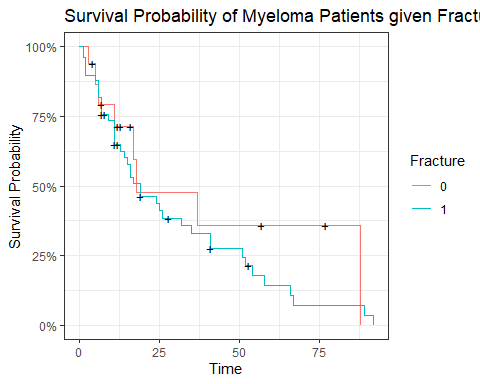 Survival Probability of Myeloma Patients given Fractu
100%
75%
50%
25%
0%
Survival Probability
0
25
50
75
Time
Fracture
0
1